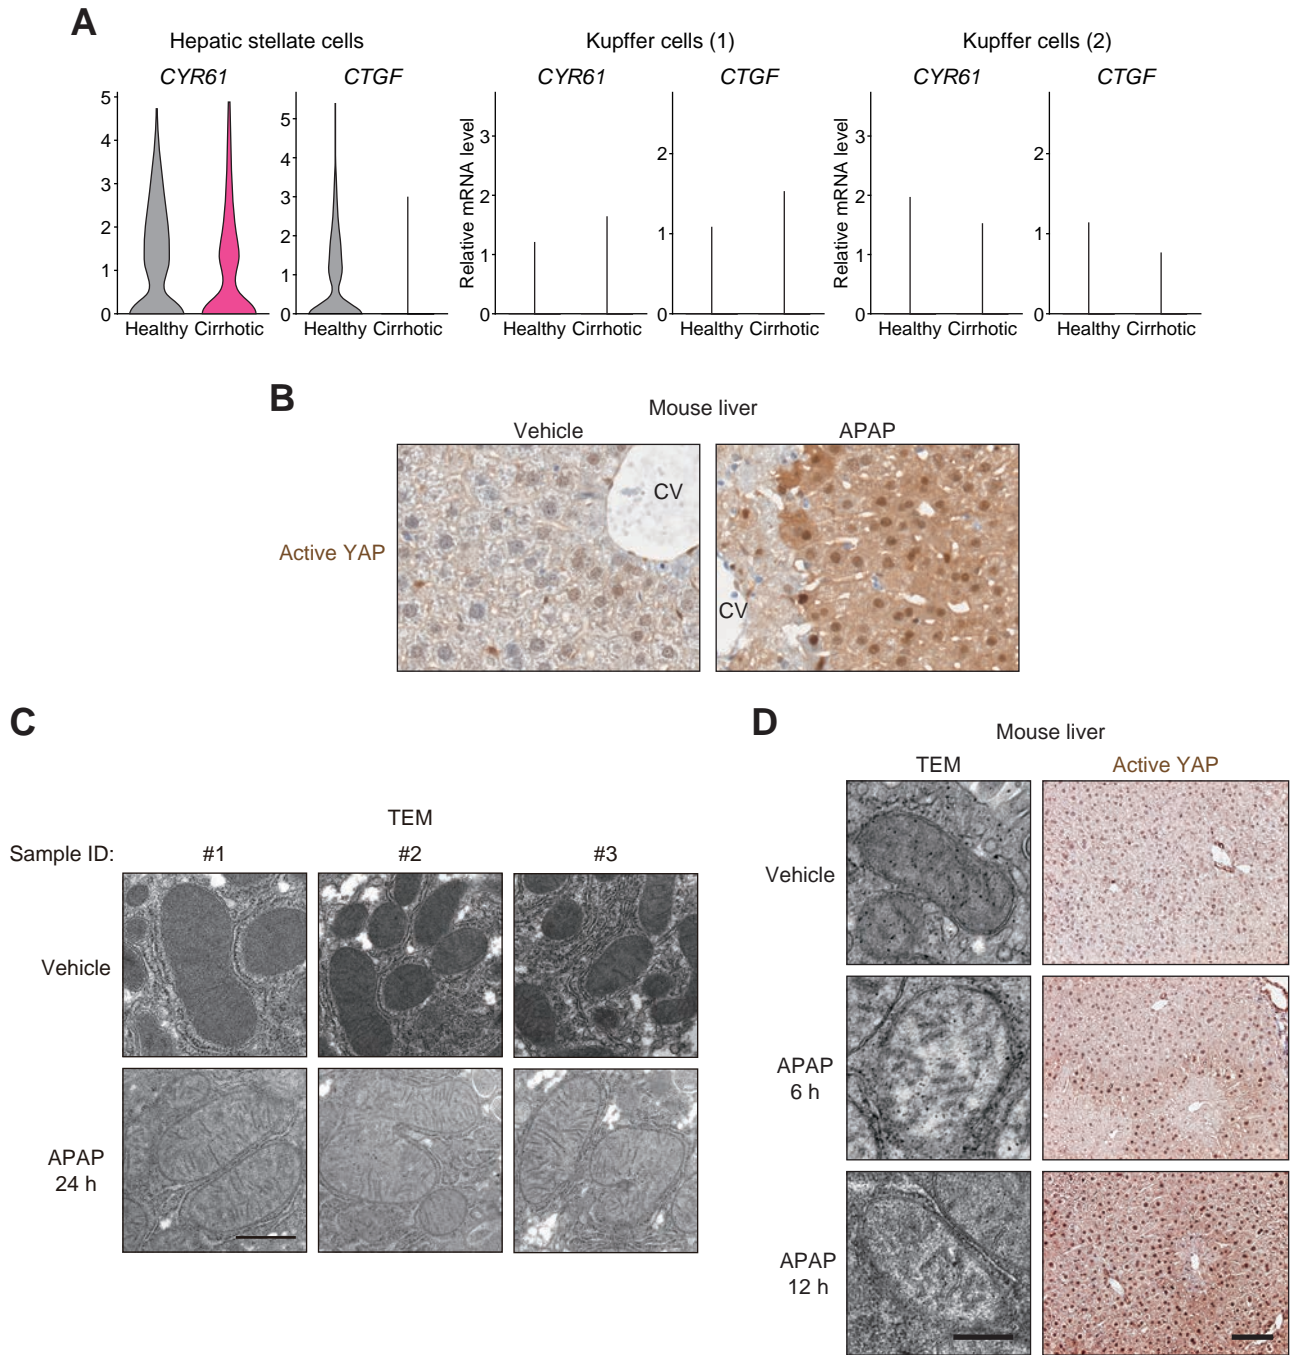 A
Hepatic stellate cells
Kupffer cells (1)
Kupffer cells (2)
CYR61
CTGF
CYR61
CTGF
CYR61
CTGF
5
4
3
2
1
0
Healthy Cirrhotic
5
4
3
2
1
0
Healthy Cirrhotic
Relative mRNA level
3
2
1
0
Healthy Cirrhotic
2
1
0
Healthy Cirrhotic
Relative mRNA level
3
2
1
0
Healthy Cirrhotic
2
1
0
Healthy Cirrhotic
B
Mouse liver
Vehicle
APAP
Active YAP
CV
CV
C
TEM
Sample ID:
#1
#2
#3
Vehicle
APAP
24 h
D
Mouse liver
TEM
Active YAP
Vehicle
APAP
6 h
APAP
12 h